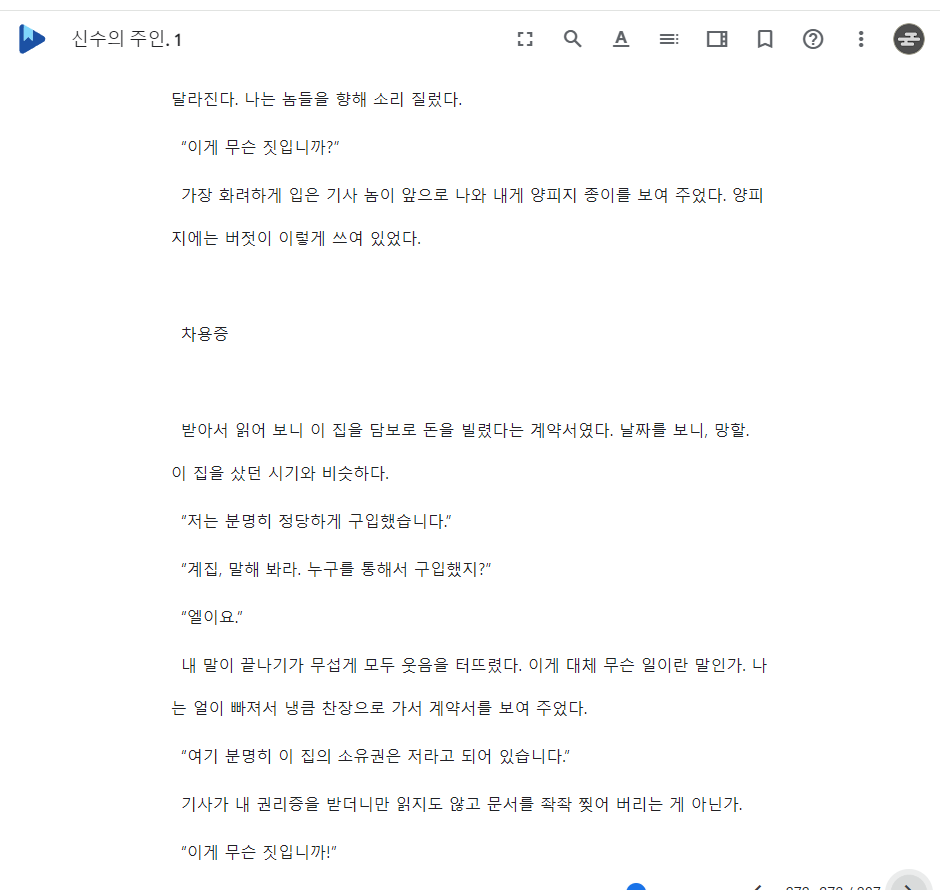 신수의 주인. 1
달라진다. 나는 놈들을 향해 소리 질렀다.
“이게 무슨 짓입니까?”
가장 화려하게 입은 기사 놈이 앞으로 나와 내게 양피지 종이를 보여 주었다. 양피
지에는 버젓이 이렇게 쓰여 있었다.
차용증
받아서 읽어 보니 이 집을 담보로 돈을 빌렸다는 계약서였다. 날짜를 보니, 망할.
이 집을 샀던 시기와 비슷하다.
“저는 분명히 정당하게 구입했습니다.”
“계집, 말해 봐라. 누구를 통해서 구입했지?”
“엘이요.”
내 말이 끝나기가 무섭게 모두 웃음을 터뜨렸다. 이게 대체 무슨 일이란 말인가. 나
는 얼이 빠져서 냉큼 찬장으로 가서 계약서를 보여 주었다.
“여기 분명히 이 집의 소유권은 저라고 되어 있습니다.”
기사가 내 권리증을 받더니만 읽지도 않고 문서를 좍좍 찢어 버리는 게 아닌가.
“이게 무슨 짓입니까!”